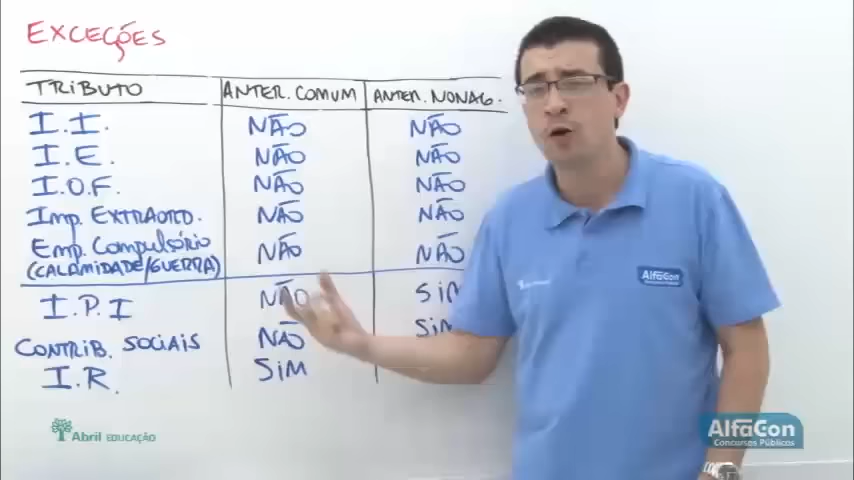 EXCEÇÕES
TRIBUTO ANTER. COMUM ANTER. NONAG.
I.I. NÃO NÃO
I.E. NÃO NÃO
I.O.F. NÃO NÃO
Imp. EXTRAORD. NÃO NÃO
Emp. Compulsório
(CALAMIDADE/GUERRA) NÃO NÃO
I.P.I NÃO SIM
CONTRIB. SOCIAIS NÃO SIM
I.R. SIM
AlfaCon
Abril EDUCAÇÃO
AlfaCon
Concursos Públicos